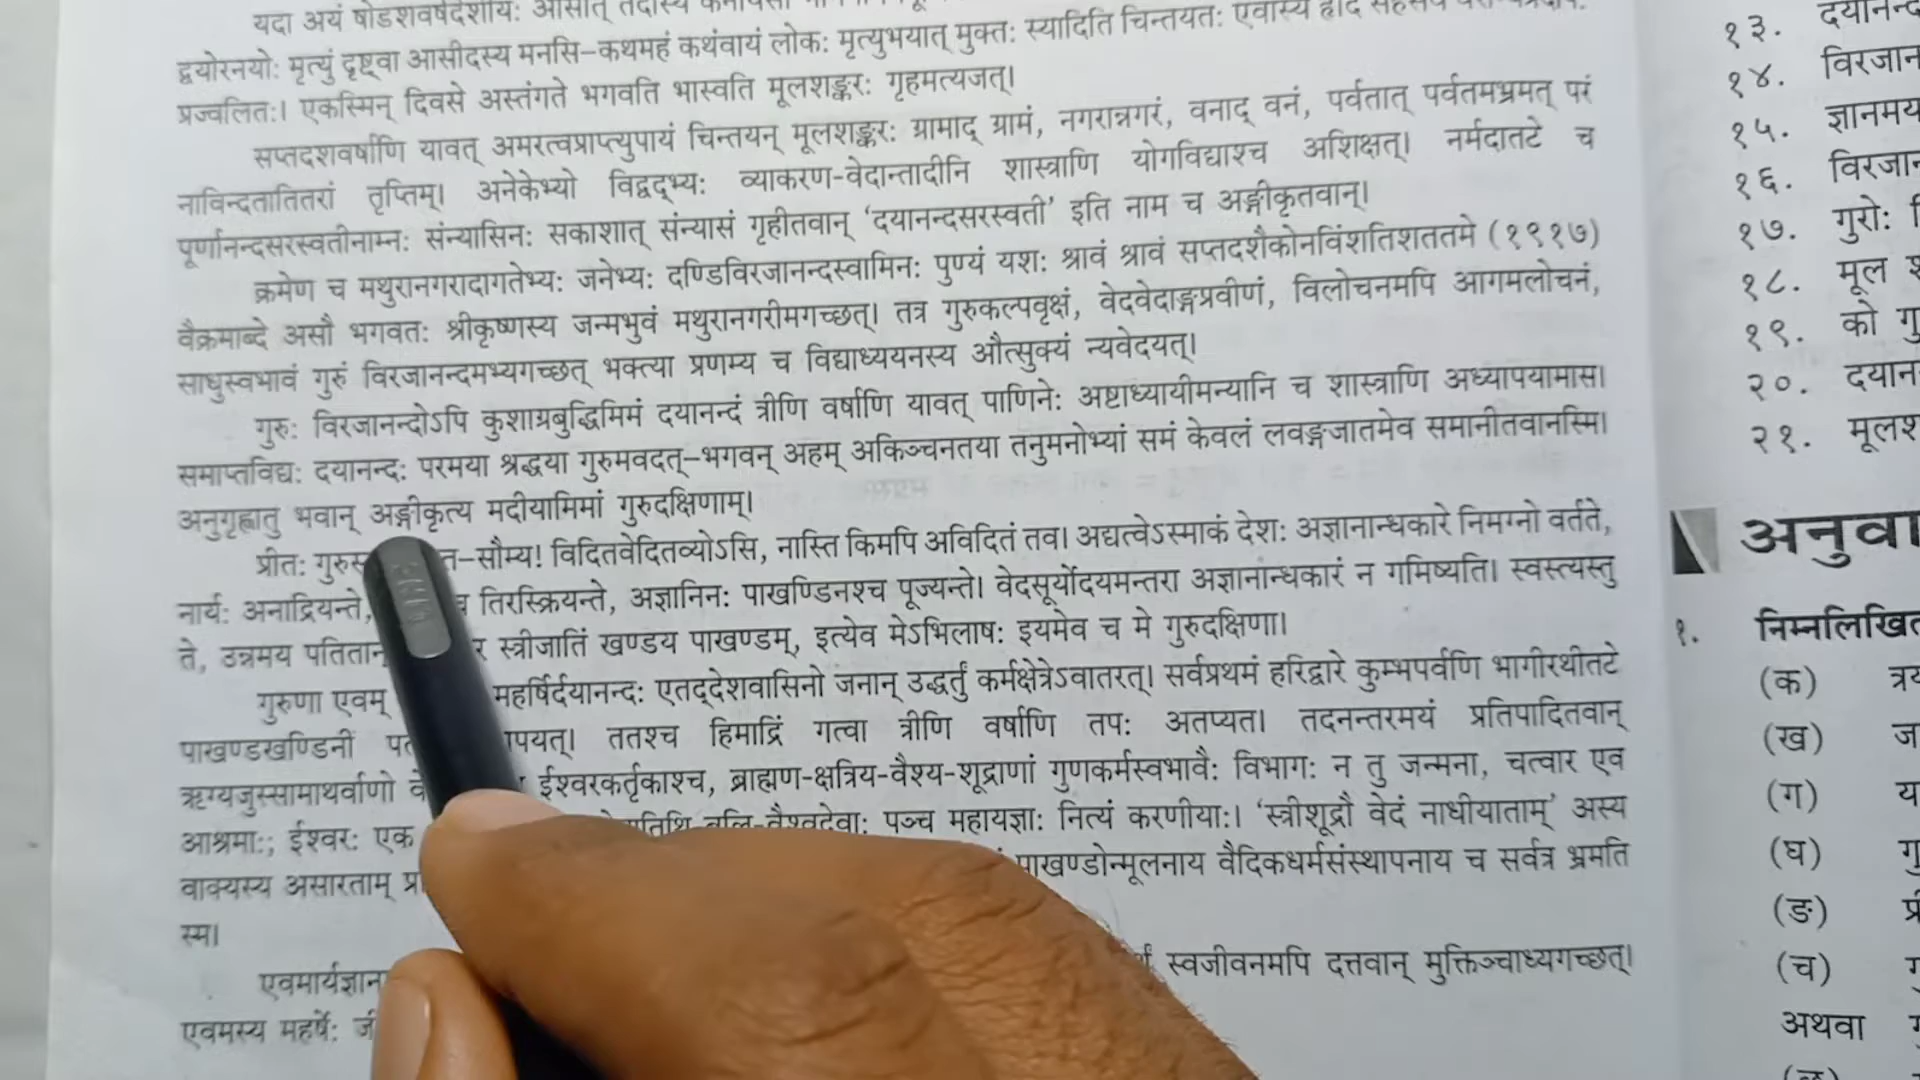 यदा अयं षोडशवर्षदेशीयः आसीत् तदास्य
द्वयोरनयोः मृत्युं दृष्ट्वा आसीदस्य मनसि–कथमहं कथंवायं लोकः मृत्युभयात् मुक्तः स्यादिति चिन्तयतः एवास्य हृदि
प्रज्वलितः। एकस्मिन् दिवसे अस्तंगते भगवति भास्वति मूलशङ्करः गृहमत्यजत्।
सप्तदशवर्षाणि यावत् अमरत्वप्राप्त्युपायं चिन्तयन् मूलशङ्करः ग्रामाद् ग्रामं, नगरान्नगरं, वनाद् वनं, पर्वतात् पर्वतमभ्रमत् परं
नाविन्दतातितरां तृप्तिम्। अनेकेभ्यो विद्वद्भ्यः व्याकरण-वेदान्तादीनि शास्त्राणि योगविद्याश्च अशिक्षत्। नर्मदातटे च
पूर्णानन्दसरस्वतीनाम्नः संन्यासिनः सकाशात् संन्यासं गृहीतवान् ‘दयानन्दसरस्वती’ इति नाम च अङ्गीकृतवान्।
क्रमेण च मथुरानगरादागतेभ्यः जनेभ्यः दण्डिविरजानन्दस्वामिनः पुण्यं यशः श्रावं श्रावं सप्तदशैकोनविंशतिशततमे (१९१७)
वैक्रमाब्दे असौ भगवतः श्रीकृष्णस्य जन्मभुवं मथुरानगरीमगच्छत्। तत्र गुरुकल्पवृक्षं, वेदवेदाङ्गप्रवीणं, विलोचनमपि आगमलोचनं,
साधुस्वभावं गुरुं विरजानन्दमभ्यगच्छत् भक्त्या प्रणम्य च विद्याध्ययनस्य औत्सुक्यं न्यवेदयत्।
गुरुः विरजानन्दोऽपि कुशाग्रबुद्धिमिमं दयानन्दं त्रीणि वर्षाणि यावत् पाणिनेः अष्टाध्यायीमन्यानि च शास्त्राणि अध्यापयामास।
समाप्तविद्यः दयानन्दः परमया श्रद्धया गुरुमवदत्–भगवन् अहम् अकिञ्चनतया तनुमनोभ्यां समं केवलं लवङ्गजातमेव समानीतवानस्मि।
अनुगृह्णातु भवान् अङ्गीकृत्य मदीयामिमां गुरुदक्षिणाम्।
प्रीतः –सौम्य! विदितवेदितव्योऽसि, नास्ति किमपि अविदितं तव। अद्यत्वेऽस्माकं देशः अज्ञानान्धकारे निमग्नो वर्तते,
नार्यः अनाद्रियन्ते, तिरस्क्रियन्ते, अज्ञानिनः पाखण्डिनश्च पूज्यन्ते। वेदसूर्योदयमन्तरा अज्ञानान्धकारं न गमिष्यति। स्वस्त्यस्तु
ते, उन्नमय पतितान् स्त्रीजातिं खण्डय पाखण्डम्, इत्येव मेऽभिलाषः इयमेव च मे गुरुदक्षिणा।
गुरुणा एवम् महर्षिर्दयानन्दः एतद्देशवासिनो जनान् उद्धर्तुं कर्मक्षेत्रेऽवातरत्। सर्वप्रथमं हरिद्वारे कुम्भपर्वणि भागीरथीतटे
पाखण्डखण्डिनीं ततश्च हिमाद्रिं गत्वा त्रीणि वर्षाणि तपः अतप्यत। तदनन्तरमयं प्रतिपादितवान्
ऋग्यजुस्सामाथर्वाणो ईश्वरकर्तृकाश्च, ब्राह्मण-क्षत्रिय-वैश्य-शूद्राणां गुणकर्मस्वभावैः विभागः न तु जन्मना, चत्वार एव
आश्रमाः; ईश्वरः एक पञ्च महायज्ञाः नित्यं करणीयाः। ‘स्त्रीशूद्रौ वेदं नाधीयाताम्’ अस्य
वाक्यस्य असारताम् पाखण्डोन्मूलनाय वैदिकधर्मसंस्थापनाय च सर्वत्र भ्रमति
स्म।
स्वजीवनमपि दत्तवान् मुक्तिञ्चाध्यगच्छत्।
एवमस्य महर्षेः
१३. दयानन्द
१४.
१५.
१६.
१७. गुरोः
१८. मूल
१९. को
२०.
२१.
१.
(क)
(ख)
(ग)
(घ)
(ङ)
(च)
अथवा